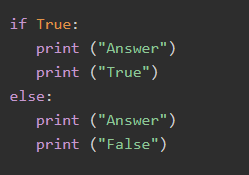 if True:
   print ("Answer")
   print ("True")
else:
   print ("Answer")
   print ("False")